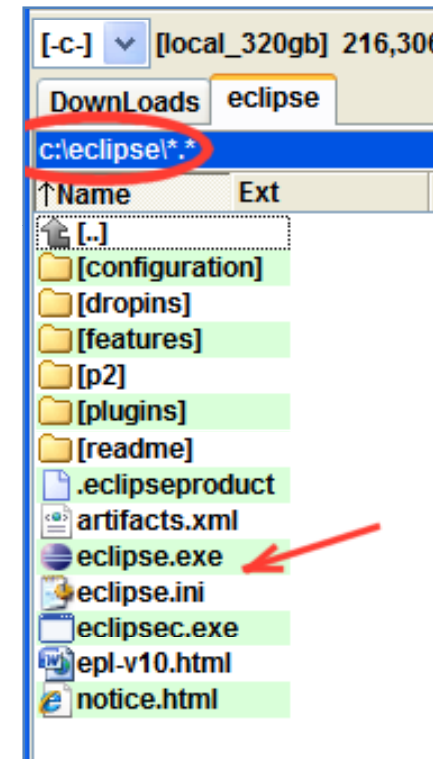 [-c-] [local_320gb] 216,306
DownLoads eclipse
c:\eclipse\*.*
↑Name Ext
[..]
[configuration]
[dropins]
[features]
[p2]
[plugins]
[readme]
.eclipseproduct
artifacts.xml
eclipse.exe
eclipse.ini
eclipsec.exe
epl-v10.html
notice.html